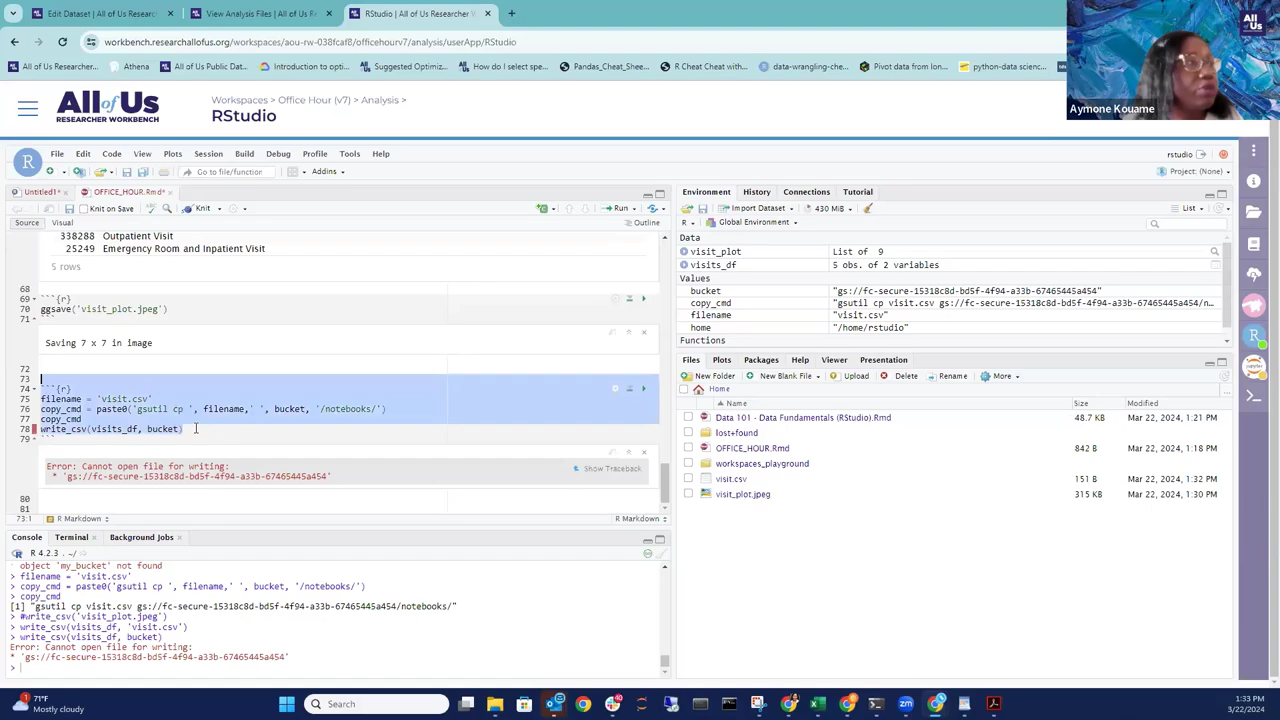 Edit Dataset | All of Us Researc
View Analysis Files | All of Us
RStudio | All of Us Researcher W
workbench.researchallofus.org/workspaces/aou-rw-038fcaf8/officehourv7/analysis/userApp/RStudio
All of Us Researche...
All of Us Public Dat...
Introduction to opti...
Suggested Optimiz...
How do I select spe...
Pandas_Cheat_Shee...
R Cheat Cheet with...
data-wrangling-che...
Pivot data from lon...
python-data scienc...
All of Us
Aymone Kouame
All of Us
RESEARCHER WORKBENCH
Workspaces > Office Hour (v7) > Analysis >
RStudio
File Edit Code View Plots Session Build Debug Profile Tools Help
rstudio
Go to file/function
Addins
Project: (None)
Untitled1*
OFFICE_HOUR.Rmd*
Knit on Save
Knit
Run
Source Visual
Outline
338288 Outpatient Visit
25249 Emergency Room and Inpatient Visit
5 rows
68
69 ```{r}
70 ggsave('visit_plot.jpeg')
71 ```
Saving 7 x 7 in image
72
73
74 ```{r}
75 filename = 'visit.csv'
76 copy_cmd = paste0('gsutil cp ', filename,' ', bucket, '/notebooks/')
77 copy_cmd
78 write_csv(visits_df, bucket)
79 ```
Error: Cannot open file for writing:
* 'gs://fc-secure-15318c8d-bd5f-4f94-a33b-67465445a454'
Show Traceback
80
81
73:1
R Markdown
R Markdown
Console Terminal Background Jobs
R 4.2.3 . ~/
object 'my_bucket' not found
> filename = 'visit.csv'
> copy_cmd = paste0('gsutil cp ', filename,' ', bucket, '/notebooks/')
> copy_cmd
[1] "gsutil cp visit.csv gs://fc-secure-15318c8d-bd5f-4f94-a33b-67465445a454/notebooks/"
> #write_csv('visit_plot.jpeg')
> write_csv(visits_df, 'visit.csv')
> write_csv(visits_df, bucket)
Error: Cannot open file for writing:
* 'gs://fc-secure-15318c8d-bd5f-4f94-a33b-67465445a454'
>
Environment History Connections Tutorial
Import Dataset
430 MiB
List
R
Global Environment
Data
visit_plot List of 9
visits_df 5 obs. of 2 variables
Values
bucket "gs://fc-secure-15318c8d-bd5f-4f94-a33b-67465445a454"
copy_cmd "gsutil cp visit.csv gs://fc-secure-15318c8d-bd5f-4f94-a33b-67465445a454/n...
filename "visit.csv"
home "/home/rstudio"
Functions
Files Plots Packages Help Viewer Presentation
New Folder New Blank File Upload Delete Rename More
Home
Name Size Modified
Data 101 - Data Fundamentals (RStudio).Rmd 48.7 KB Mar 22, 2024, 1:21 PM
lost+found
OFFICE_HOUR.Rmd 842 B Mar 22, 2024, 1:18 PM
workspaces_playground
visit.csv 151 B Mar 22, 2024, 1:32 PM
visit_plot.jpeg 315 KB Mar 22, 2024, 1:30 PM
71°F
Mostly cloudy
Search
1:33 PM
3/22/2024